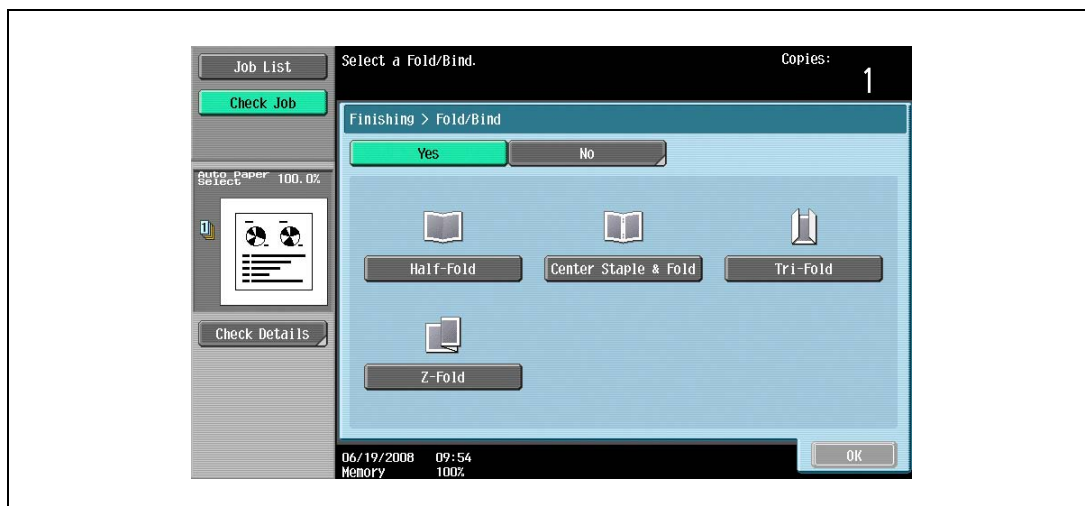 Job List
Check Job
Select a Fold/Bind.
Copies:
1
Finishing > Fold/Bind
Yes
No
Auto Paper
Select
100.0%
1
Half-Fold
Center Staple & Fold
Tri-Fold
Check Details
Z-Fold
06/19/2008 09:54
Memory 100%
OK